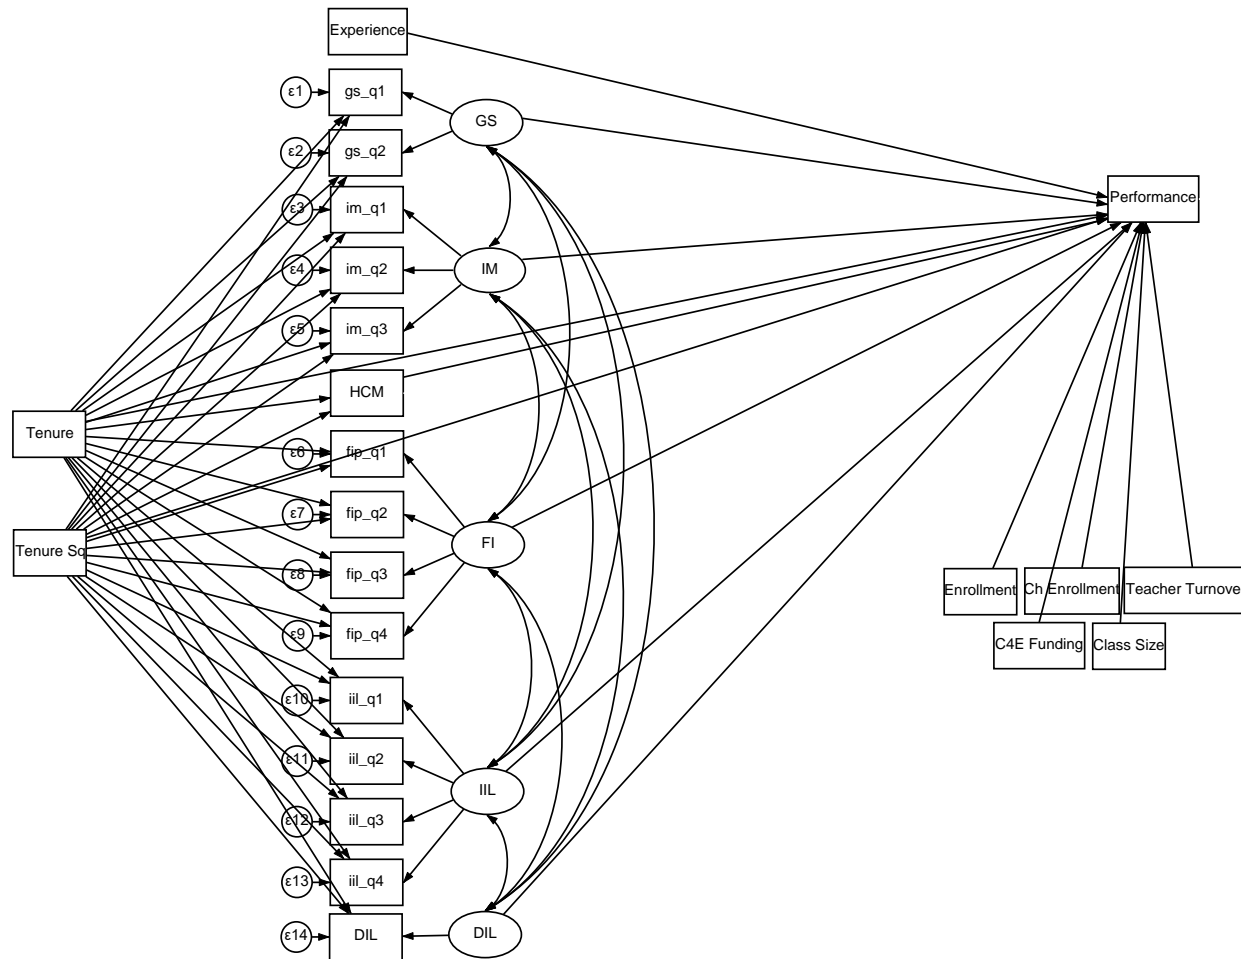 Experience
ε1
gs_q1
GS
ε2
gs_q2
Performance
ε3
im_q1
ε4
im_q2
IM
ε5
im_q3
HCM
Tenure
ε6
fip_q1
ε7
fip_q2
Tenure Sq
FI
ε8
fip_q3
Enrollment
Ch Enrollment
Teacher Turnove
ε9
fip_q4
C4E Funding
Class Size
ε10
iil_q1
ε11
iil_q2
IIL
ε12
iil_q3
ε13
iil_q4
ε14
DIL
DIL